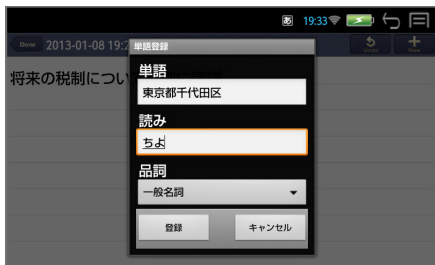 あ 19:33
Done 2013-01-08 19:2
Undo
New
単語登録
将来の税制につい
単語
東京都千代田区
読み
ちよ
品詞
一般名詞
登録 キャンセル